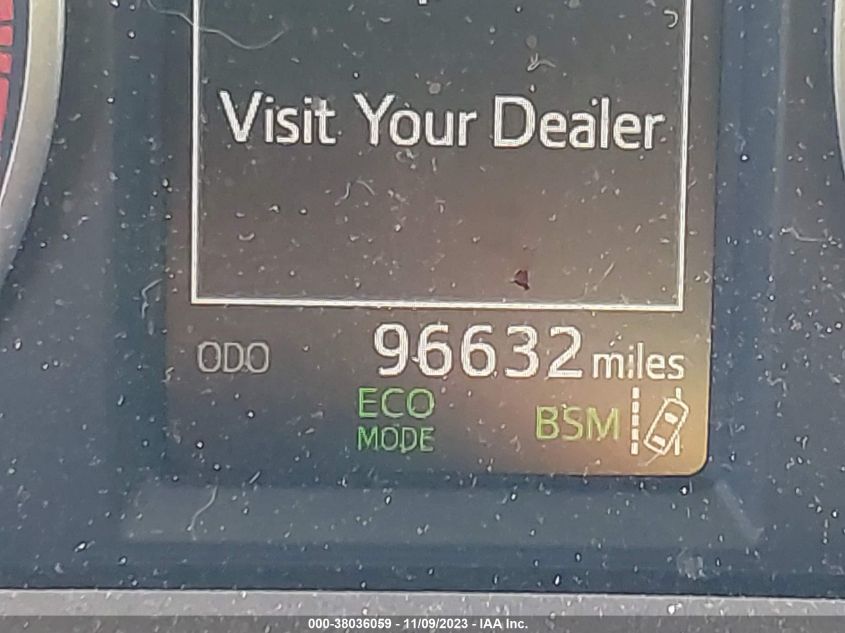 Visit Your Dealer
ODO 96632 miles
ECO
MODE
BSM
000-38036059 - 11/09/2023 - IAA Inc.